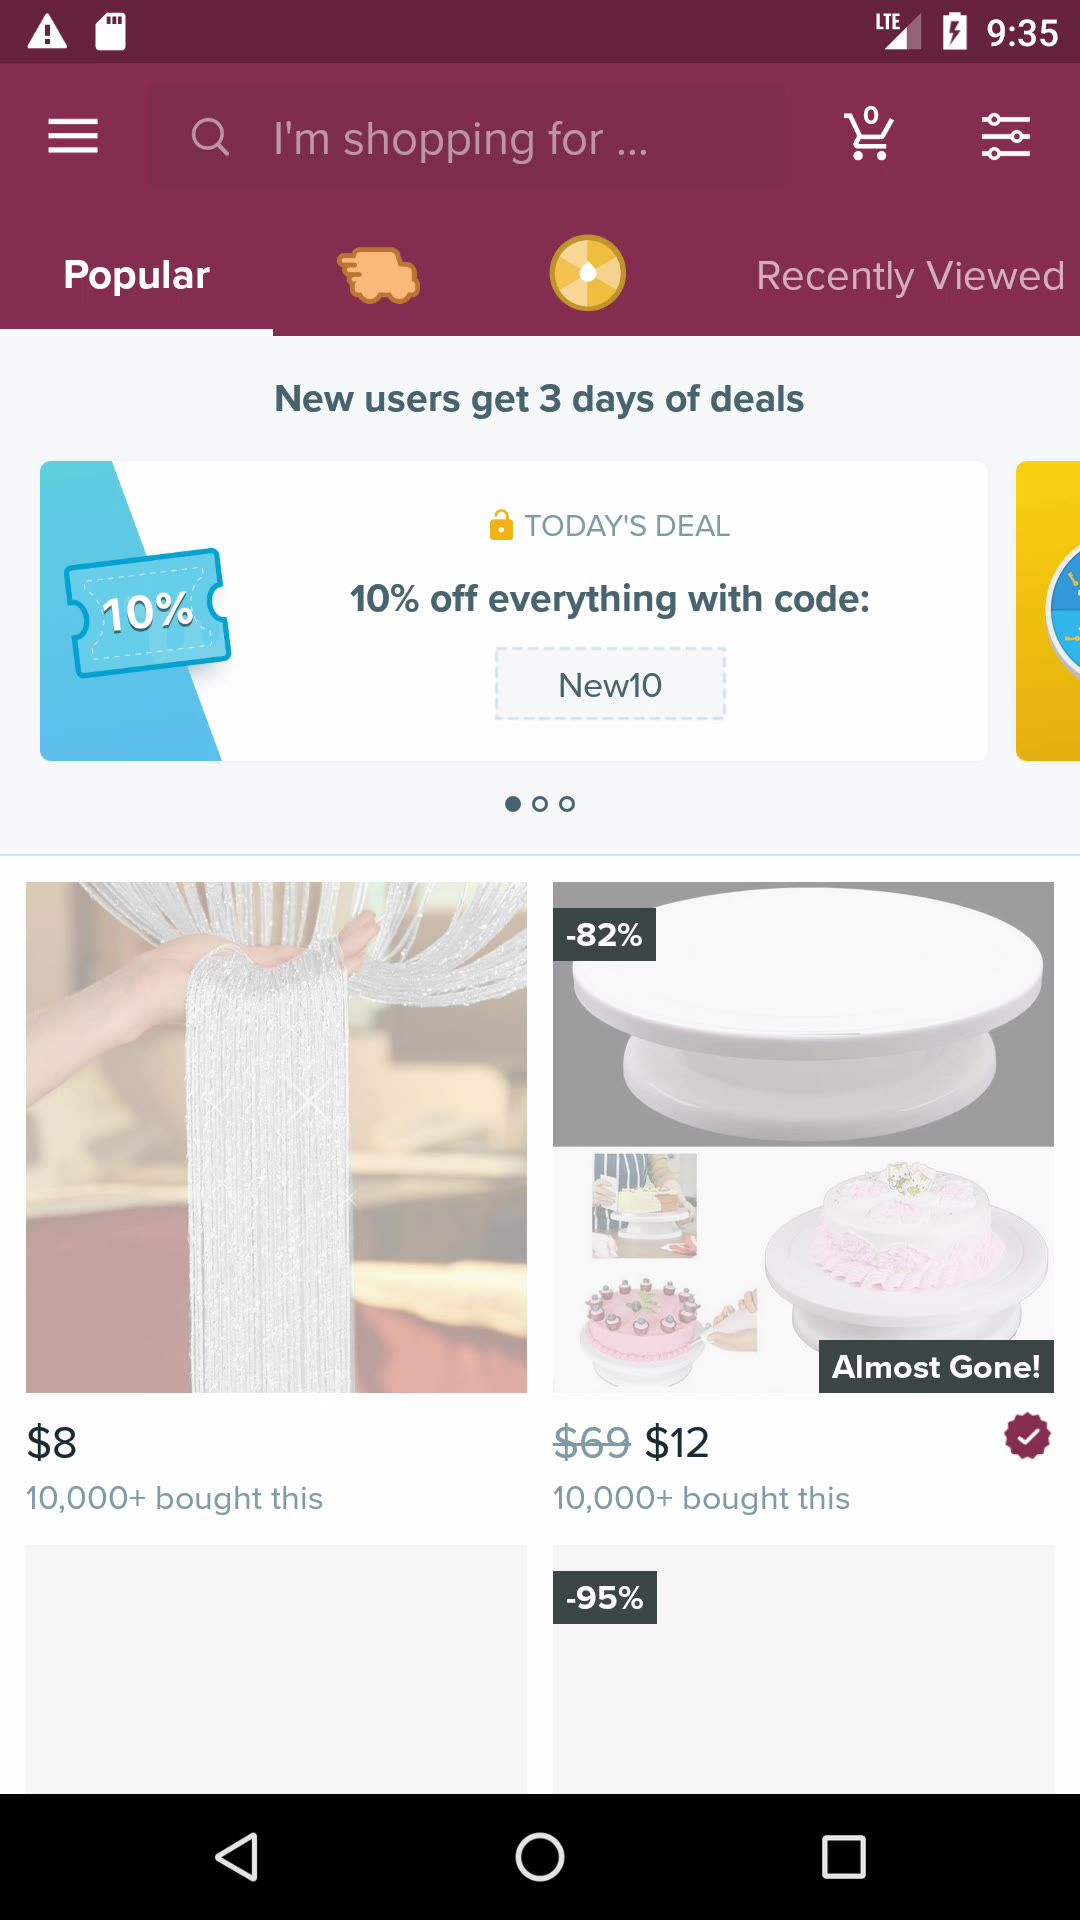 LTE 9:35
I'm shopping for ...
0
Popular
Recently Viewed
New users get 3 days of deals
10%
TODAY'S DEAL
10% off everything with code:
New10
-82%
Almost Gone!
$8
$69 $12
10,000+ bought this
10,000+ bought this
-95%